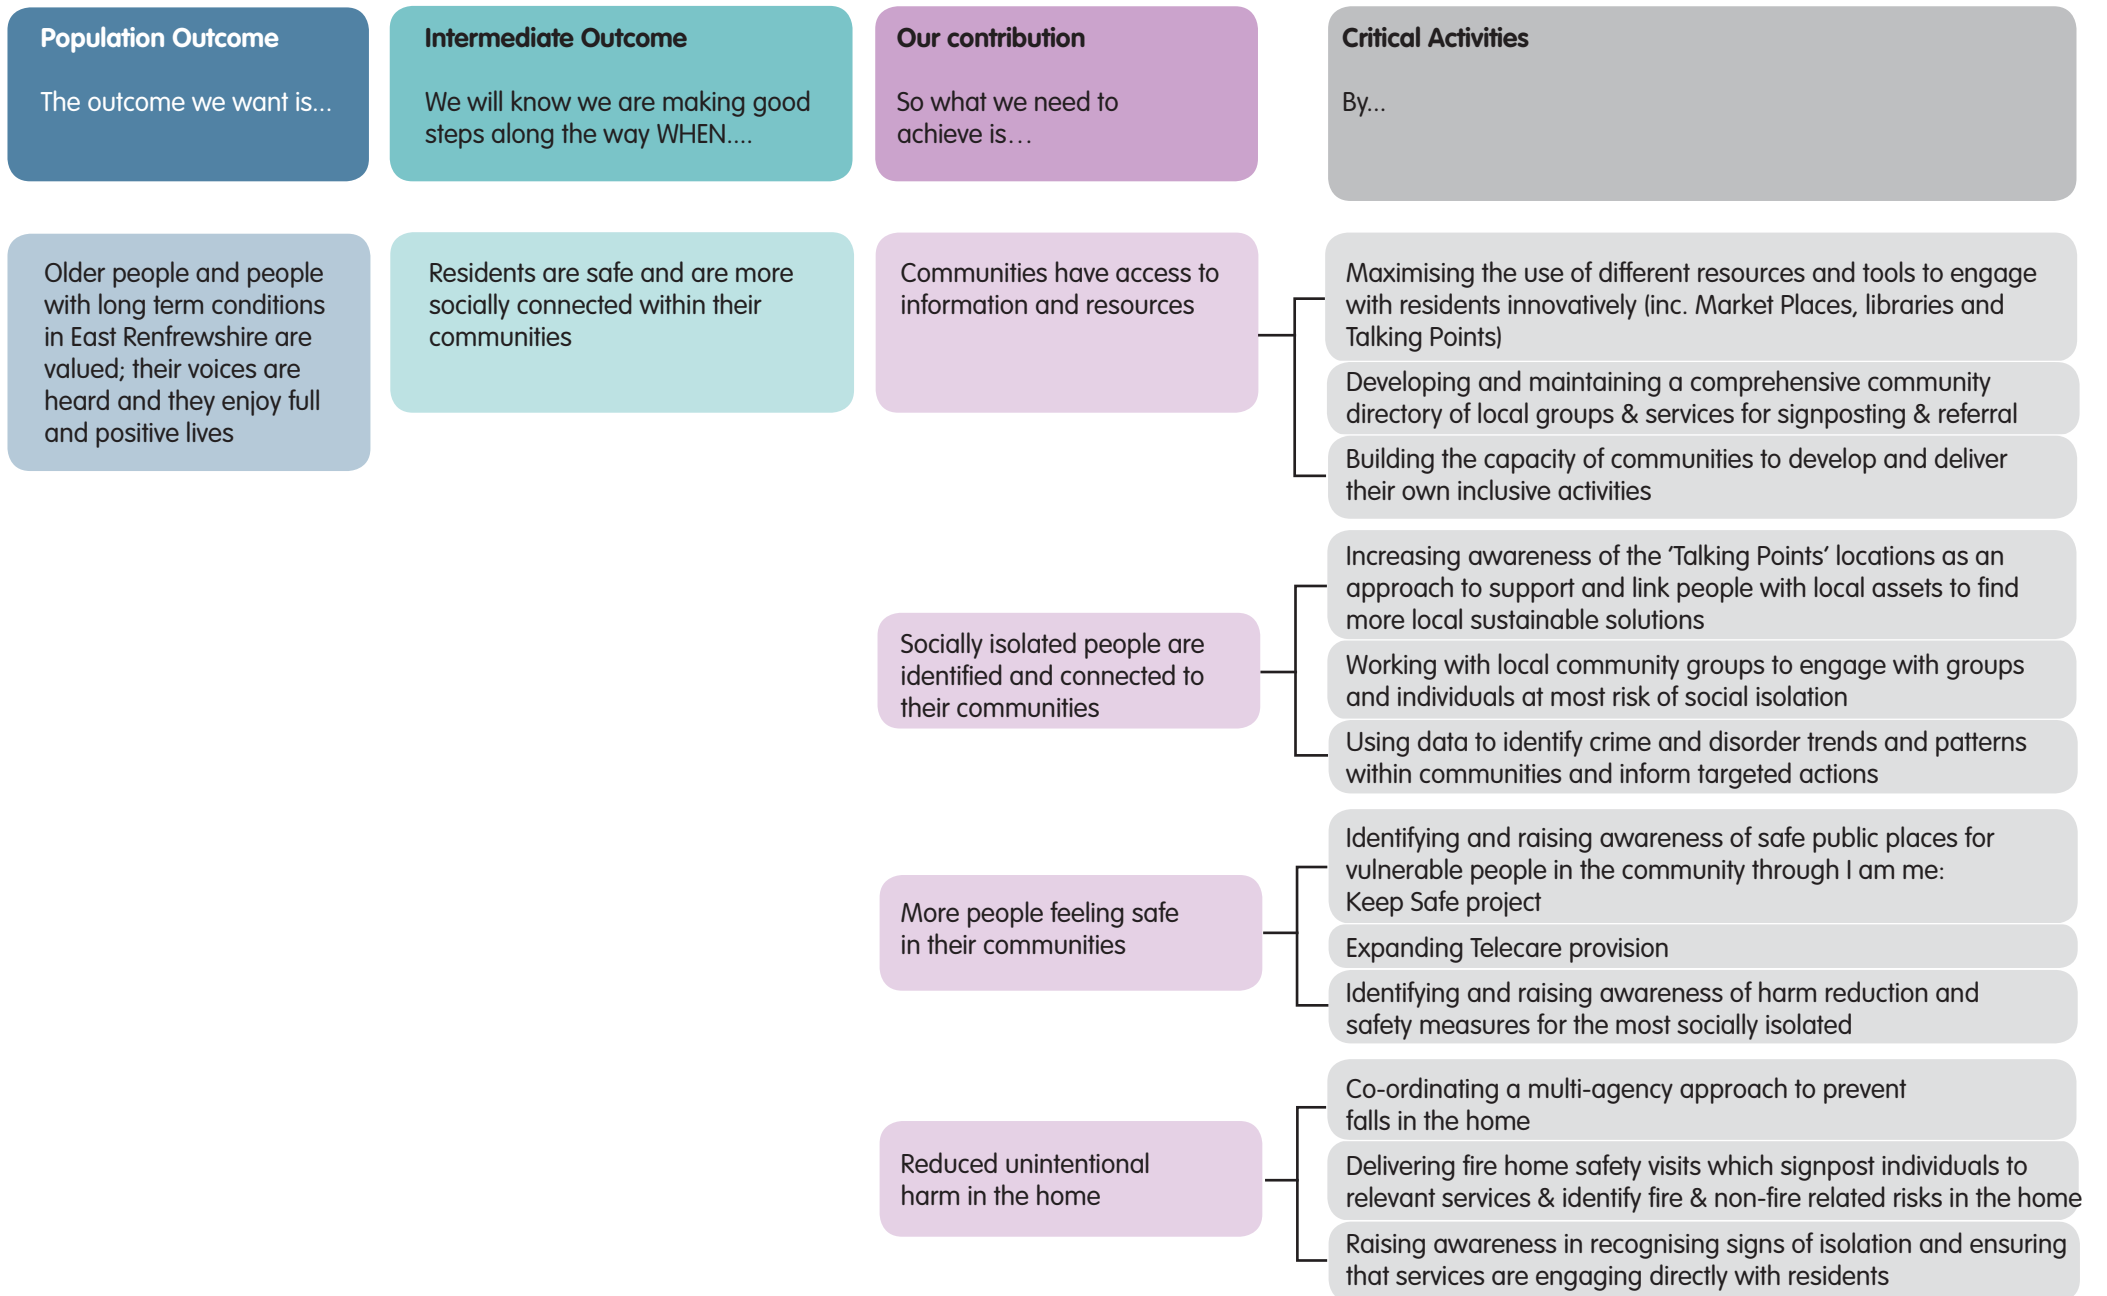 Population Outcome
The outcome we want is...
Intermediate Outcome
We will know we are making good
steps along the way WHEN....
Our contribution
So what we need to
achieve is…
Critical Activities
By...
Older people and people
with long term conditions
in East Renfrewshire are
valued; their voices are
heard and they enjoy full
and positive lives
Residents are safe and are more
socially connected within their
communities
Communities have access to
information and resources
Maximising the use of different resources and tools to engage
with residents innovatively (inc. Market Places, libraries and
Talking Points)
Developing and maintaining a comprehensive community
directory of local groups & services for signposting & referral
Building the capacity of communities to develop and deliver
their own inclusive activities
Socially isolated people are
identified and connected to
their communities
Increasing awareness of the ‘Talking Points’ locations as an
approach to support and link people with local assets to find
more local sustainable solutions
Working with local community groups to engage with groups
and individuals at most risk of social isolation
Using data to identify crime and disorder trends and patterns
within communities and inform targeted actions
More people feeling safe
in their communities
Identifying and raising awareness of safe public places for
vulnerable people in the community through I am me:
Keep Safe project
Expanding Telecare provision
Identifying and raising awareness of harm reduction and
safety measures for the most socially isolated
Reduced unintentional
harm in the home
Co-ordinating a multi-agency approach to prevent
falls in the home
Delivering fire home safety visits which signpost individuals to
relevant services & identify fire & non-fire related risks in the home
Raising awareness in recognising signs of isolation and ensuring
that services are engaging directly with residents